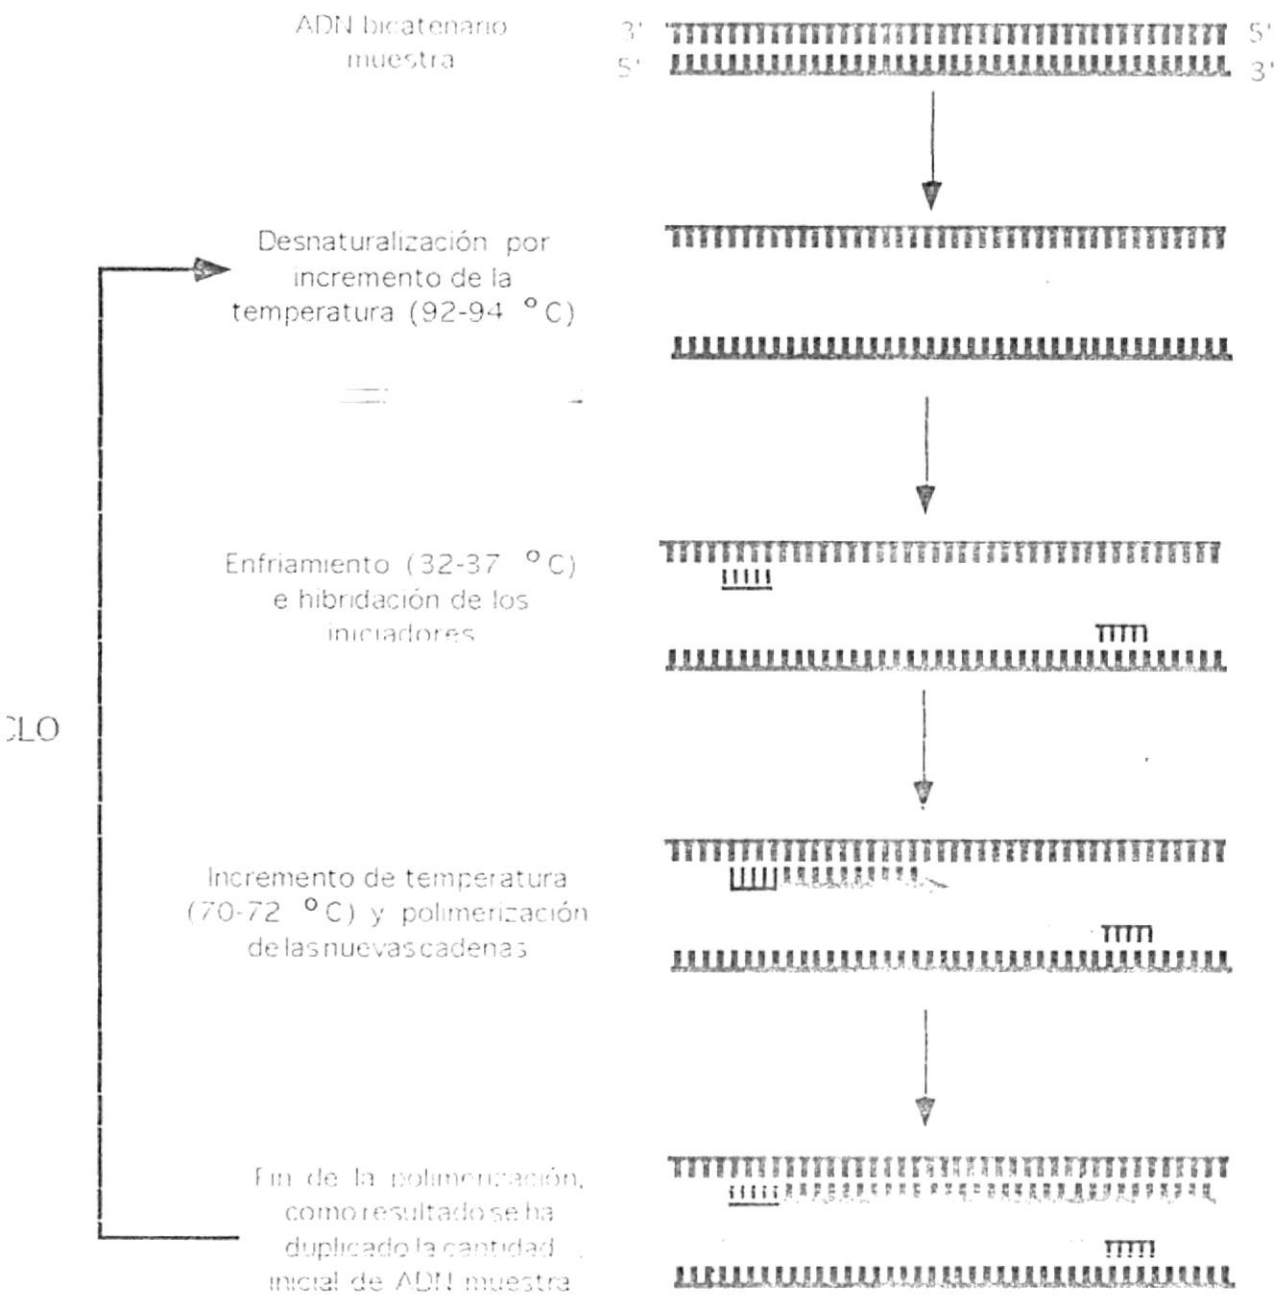 ADN bicatenario
muestra
3' 5'
5' 3'
Desnaturalización por
incremento de la
temperatura (92-94 °C)
Enfriamiento (32-37 °C)
e hibridación de los
iniciadores
CLO
Incremento de temperatura
(70-72 °C) y polimerización
de las nuevas cadenas
Fin de la polimerización,
como resultado se ha
duplicado la cantidad
inicial de ADN muestra